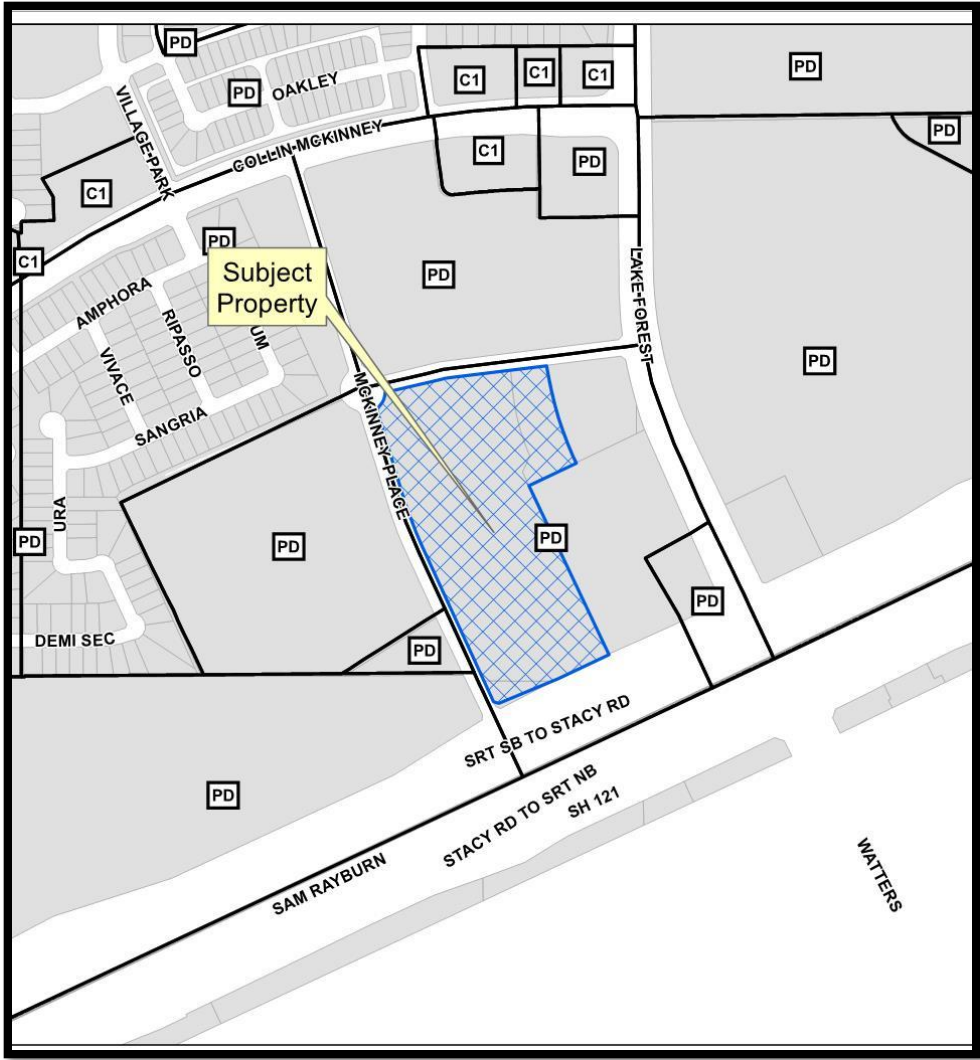 PD
PD
OAKLEY
C1
C1
C1
PD
VILLAGE PARK
COLLIN MCKINNEY
C1
PD
PD
C1
C1
PD
AMPHORA
Subject
Property
PD
LAKE FOREST
RIPASSO
UM
VIVACE
SANGRIA
MCKINNEY PLACE
PD
URA
PD
PD
PD
DEMI SEC
PD
PD
SRT SB TO STACY RD
PD
STACY RD TO SRT NB
SH 121
SAM RAYBURN
WATTERS